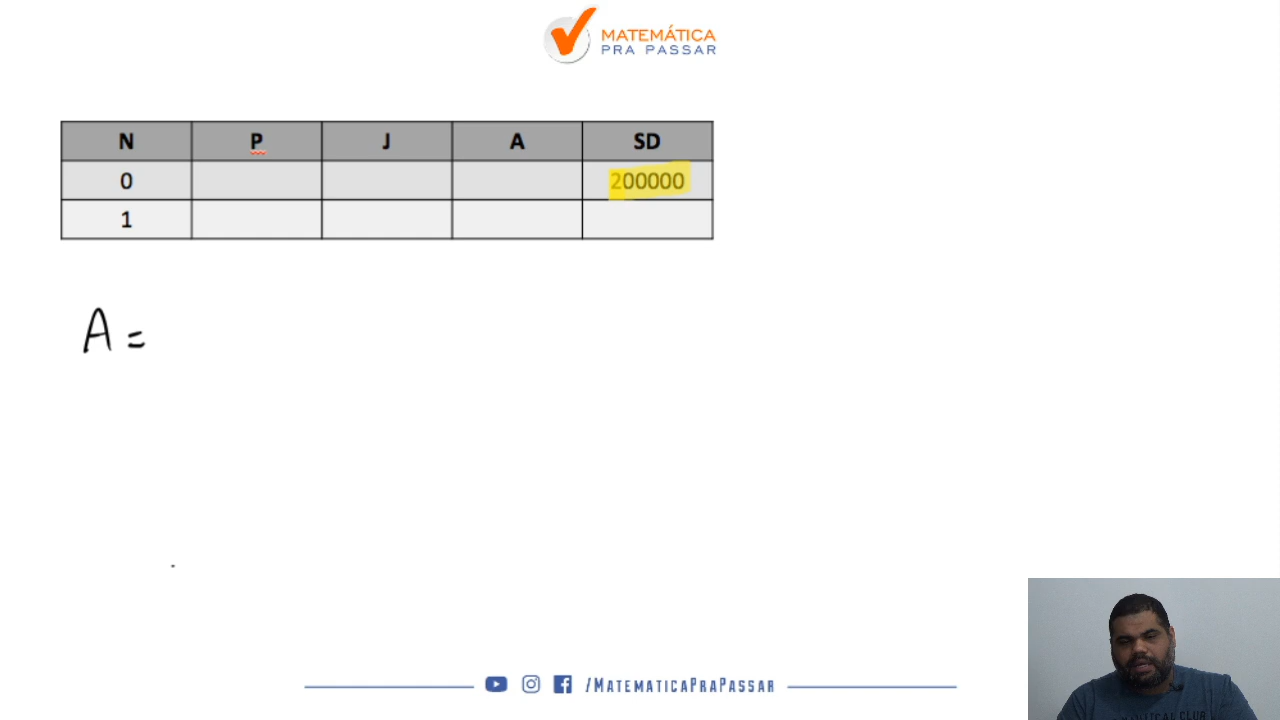 MATEMÁTICA
PRA PASSAR
N P J A SD
0 200000
1
A =
/MATEMATICAPRAPASSAR